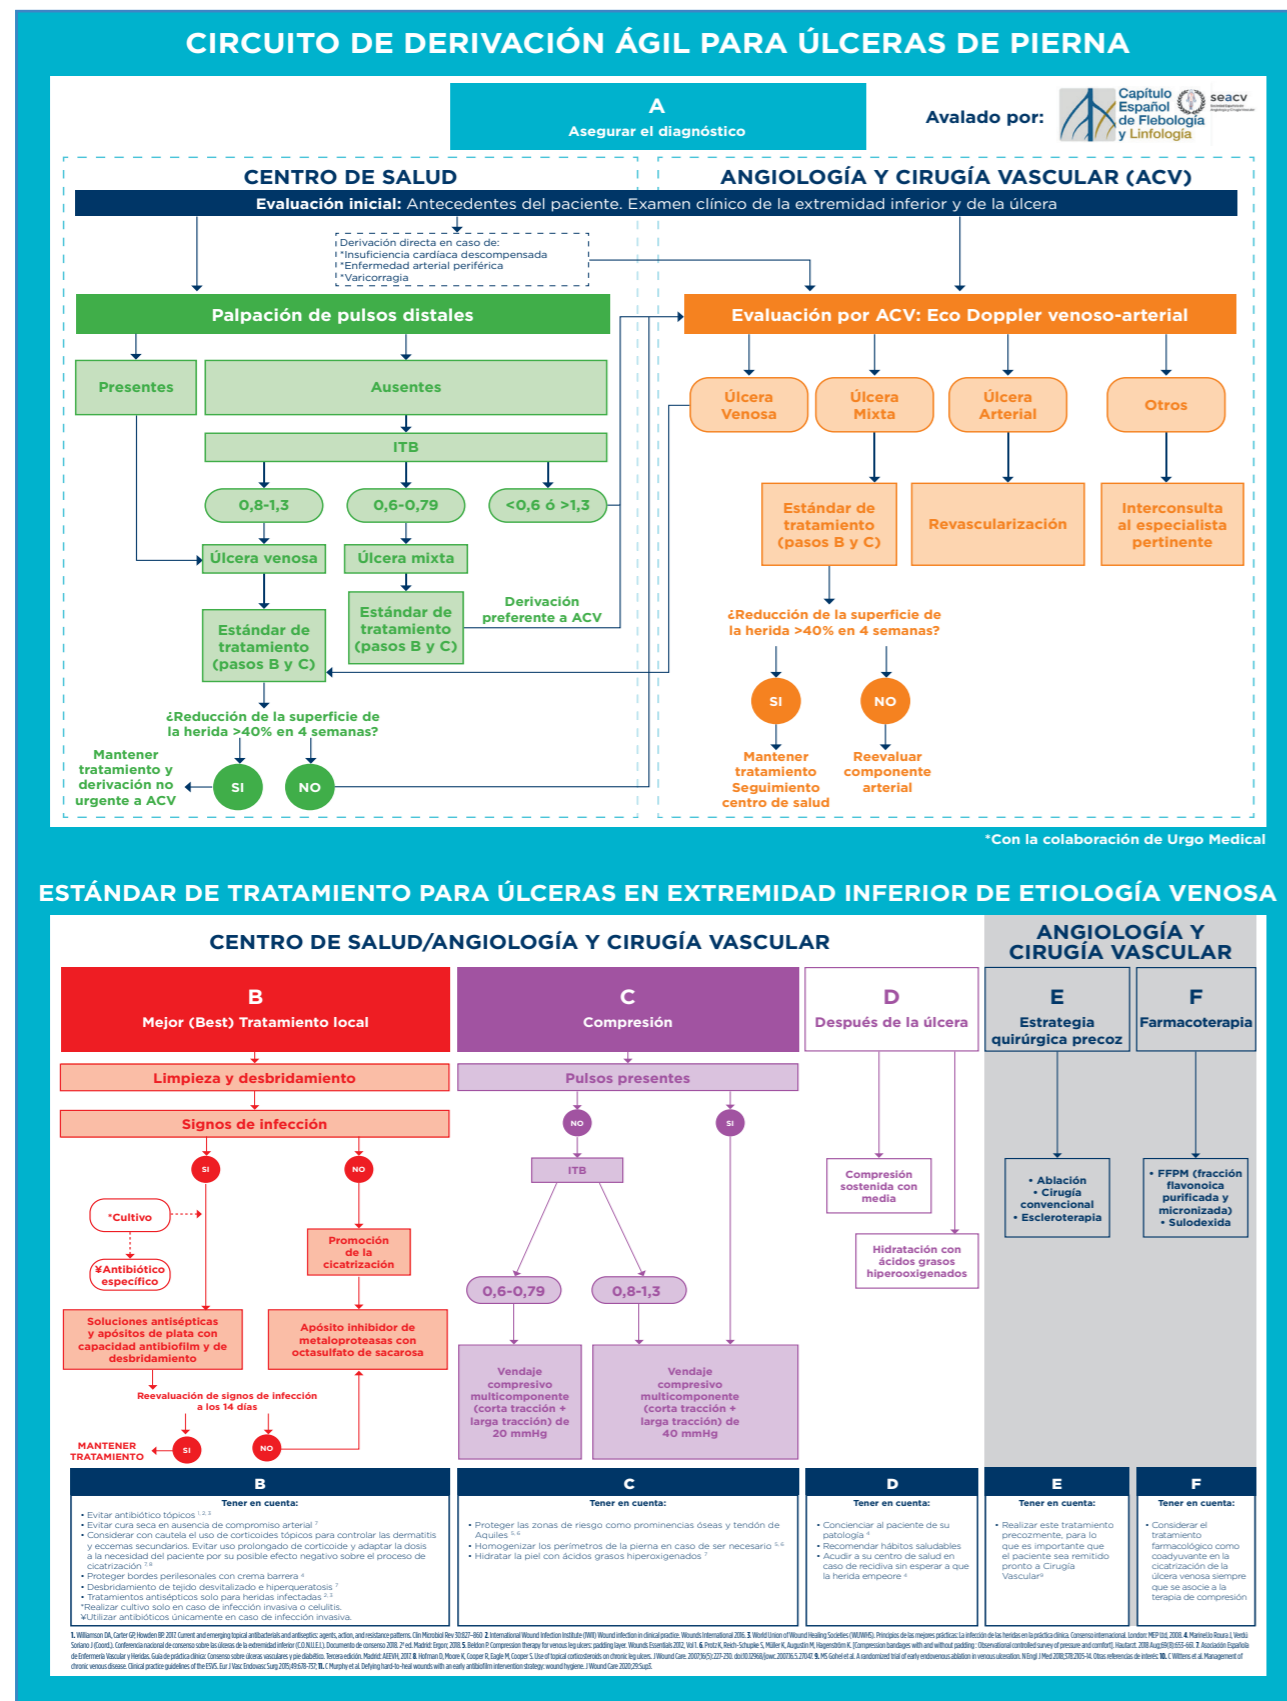 CIRCUITO DE DERIVACIÓN ÁGIL PARA ÚLCERAS DE PIERNA
A
Asegurar el diagnóstico
Avalado por:
Capítulo
Español
de Flebología
y Linfología
seacv
CENTRO DE SALUD
ANGIOLOGÍA Y CIRUGÍA VASCULAR (ACV)
Evaluación inicial: Antecedentes del paciente. Examen clínico de la extremidad inferior y de la úlcera
Derivación directa en caso de:
*Insuficiencia cardíaca descompensada
*Enfermedad arterial periférica
*Varicorragia
Palpación de pulsos distales
Presentes
Ausentes
ITB
0,8-1,3
0,6-0,79
<0,6 ó >1,3
Úlcera venosa
Úlcera mixta
Estándar de
tratamiento
(pasos B y C)
Estándar de
tratamiento
(pasos B y C)
Derivación
preferente a ACV
¿Reducción de la superficie de
la herida >40% en 4 semanas?
SI
NO
Mantener
tratamiento y
derivación no
urgente a ACV
Evaluación por ACV: Eco Doppler venoso-arterial
Úlcera
Venosa
Úlcera
Mixta
Úlcera
Arterial
Otros
Estándar de
tratamiento
(pasos B y C)
Revascularización
Interconsulta
al especialista
pertinente
¿Reducción de la superficie de
la herida >40% en 4 semanas?
SI
NO
Mantener
tratamiento
Seguimiento
centro de salud
Reevaluar
componente
arterial
*Con la colaboración de Urgo Medical
ESTÁNDAR DE TRATAMIENTO PARA ÚLCERAS EN EXTREMIDAD INFERIOR DE ETIOLOGÍA VENOSA
CENTRO DE SALUD/ANGIOLOGÍA Y CIRUGÍA VASCULAR
ANGIOLOGÍA Y
CIRUGÍA VASCULAR
B
Mejor (Best) Tratamiento local
Limpieza y desbridamiento
Signos de infección
SI
NO
*Cultivo
¥Antibiótico
específico
Promoción
de la
cicatrización
Soluciones antisépticas
y apósitos de plata con
capacidad antibiofilm y de
desbridamiento
Apósito inhibidor de
metaloproteasas con
octasulfato de sacarosa
Reevaluación de signos de infección
a los 14 días
MANTENER
TRATAMIENTO
SI
NO
C
Compresión
Pulsos presentes
NO
SI
ITB
0,6-0,79
0,8-1,3
Vendaje
compresivo
multicomponente
(corta tracción +
larga tracción) de
20 mmHg
Vendaje
compresivo
multicomponente
(corta tracción +
larga tracción) de
40 mmHg
D
Después de la úlcera
Compresión
sostenida con
media
Hidratación con
ácidos grasos
hiperooxigenados
E
Estrategia
quirúrgica precoz
• Ablación
• Cirugía
convencional
• Escleroterapia
F
Farmacoterapia
• FFPM (fracción
flavonoica
purificada y
micronizada)
• Sulodexida
B
Tener en cuenta:
• Evitar antibiótico tópicos 1, 2, 3
• Evitar cura seca en ausencia de compromiso arterial 7
• Considerar con cautela el uso de corticoides tópicos para controlar las dermatitis
y eccemas secundarios. Evitar uso prolongado de corticoide y adaptar la dosis
a la necesidad del paciente por su posible efecto negativo sobre el proceso de
cicatrización 7, 8
• Proteger bordes perilesonales con crema barrera 4
• Desbridamiento de tejido desvitalizado e hiperqueratosis 7
• Tratamientos antisépticos solo para heridas infectadas 2, 3
*Realizar cultivo solo en caso de infección invasiva o celulitis.
¥Utilizar antibióticos únicamente en caso de infección invasiva.
C
Tener en cuenta:
• Proteger las zonas de riesgo como prominencias óseas y tendón de
Aquiles 5, 6
• Homogenizar los perímetros de la pierna en caso de ser necesario 5, 6
• Hidratar la piel con ácidos grasos hiperoxigenados 7
D
Tener en cuenta:
• Concienciar al paciente de su
patología 4
• Recomendar hábitos saludables
• Acudir a su centro de salud en
caso de recidiva sin esperar a que
la herida empeore 4
E
Tener en cuenta:
• Realizar este tratamiento
precozmente, para lo
que es importante que
el paciente sea remitido
pronto a Cirugía
Vascular9
F
Tener en cuenta:
• Considerar el
tratamiento
farmacológico como
coadyuvante en la
cicatrización de la
úlcera venosa siempre
que se asocie a la
terapia de compresión